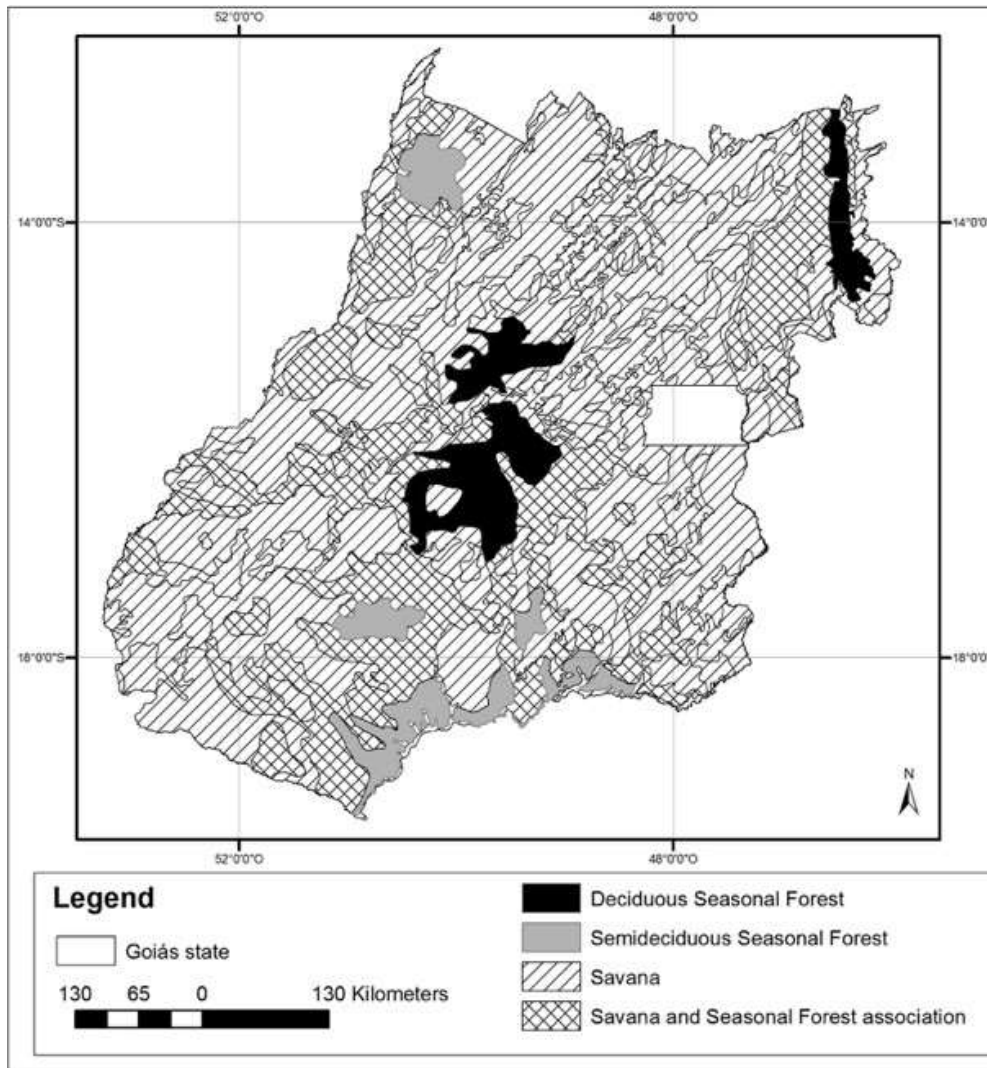 52°0'0"O 48°0'0"O
14°0'0"S 14°0'0"
18°0'0"S 18°0'0"
52°0'0"O 48°0'0"O
N
Legend
Goiás state
130 65 0 130 Kilometers
Deciduous Seasonal Forest
Semideciduous Seasonal Forest
Savana
Savana and Seasonal Forest association